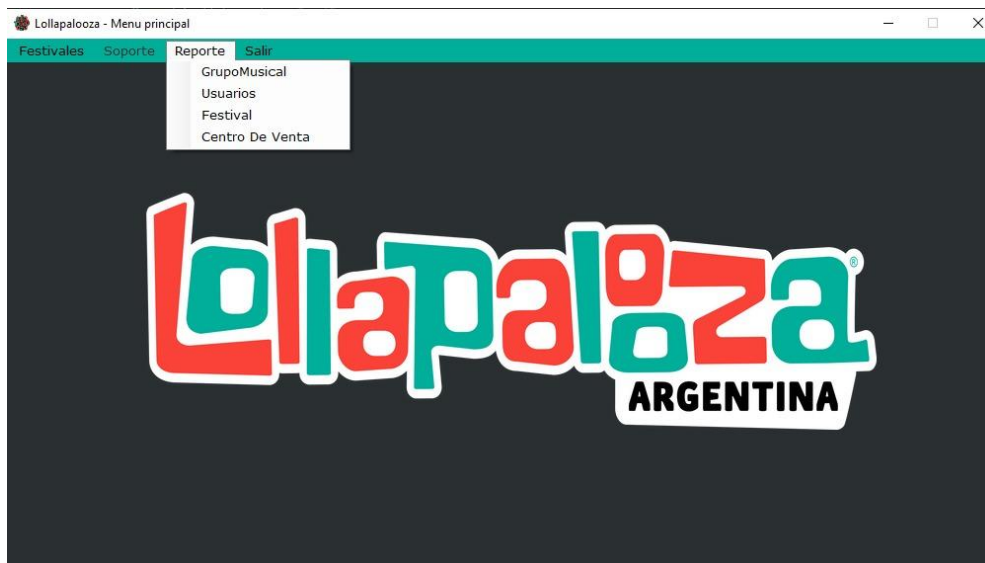 Lollapalooza - Menu principal
Festivales Soporte Reporte Salir
GrupoMusical
Usuarios
Festival
Centro De Venta
Lollapalooza®
ARGENTINA